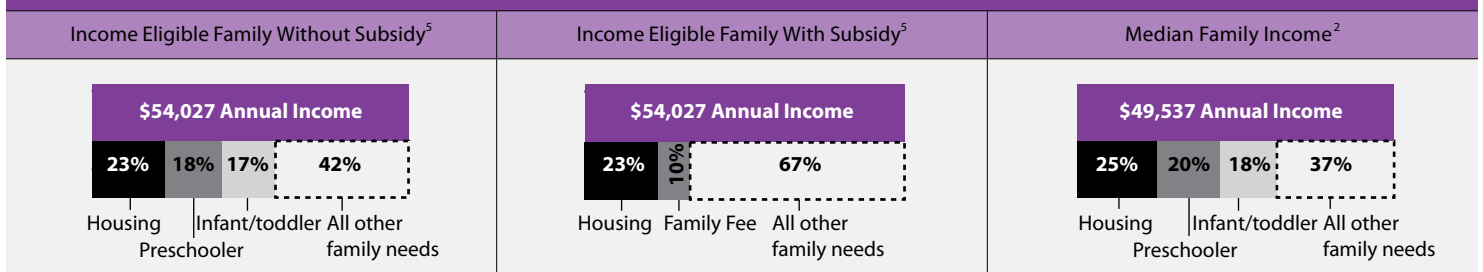 Income Eligible Family Without Subsidy5
$54,027 Annual Income
23% 18% 17% 42%
Housing Infant/toddler All other
Preschooler family needs
Income Eligible Family With Subsidy5
$54,027 Annual Income
23% 10% 67%
Housing Family Fee All other
family needs
Median Family Income2
$49,537 Annual Income
25% 20% 18% 37%
Housing Infant/toddler All other
Preschooler family needs